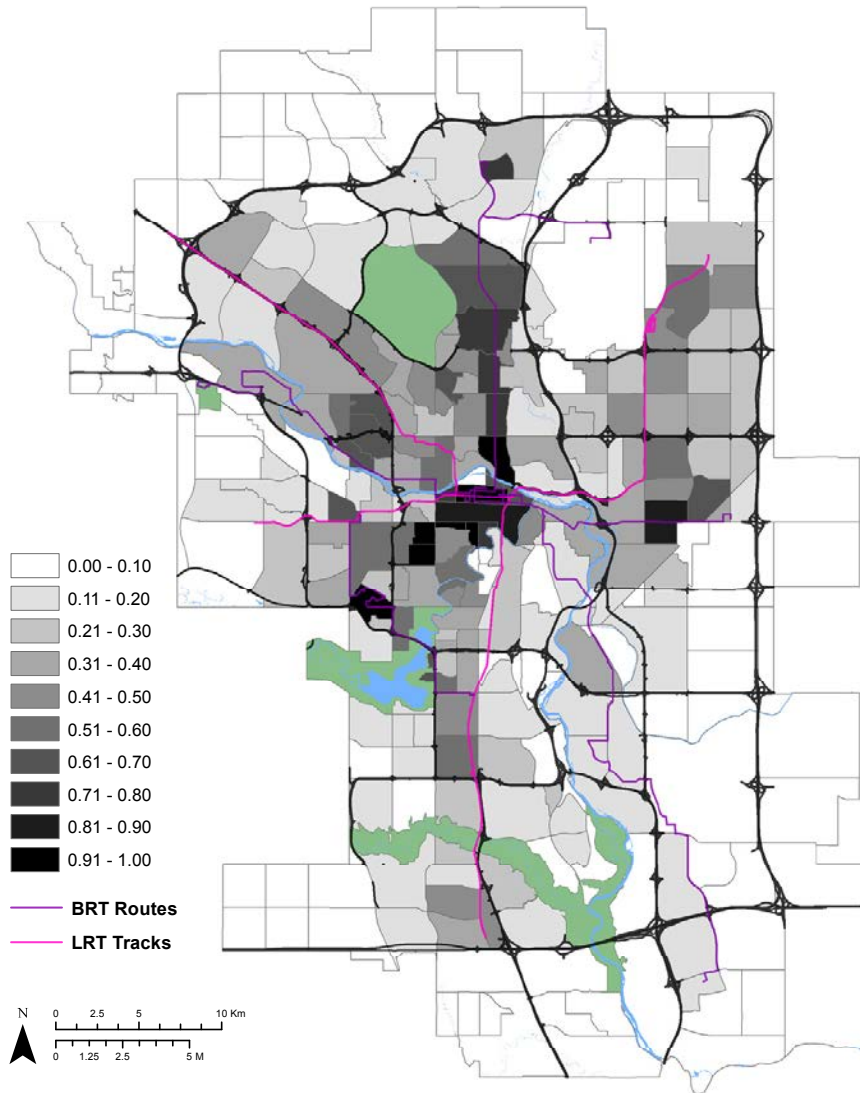 0.00 - 0.10
0.11 - 0.20
0.21 - 0.30
0.31 - 0.40
0.41 - 0.50
0.51 - 0.60
0.61 - 0.70
0.71 - 0.80
0.81 - 0.90
0.91 - 1.00
BRT Routes
LRT Tracks
N
0 2.5 5 10 Km
0 1.25 2.5 5 M